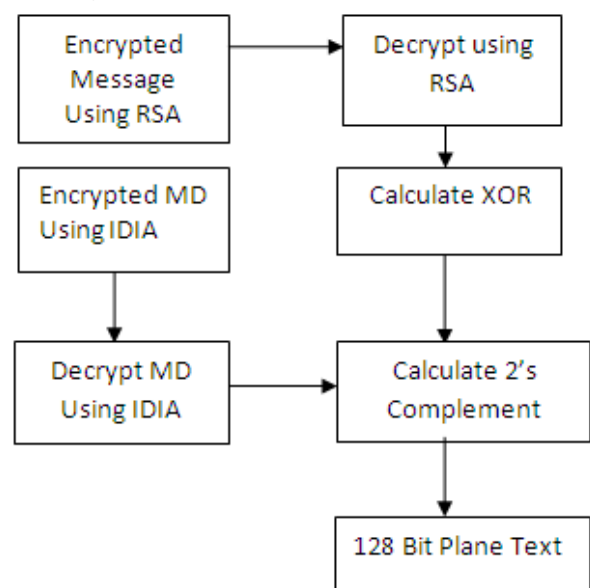 Encrypted
Message
Using RSA
Decrypt using
RSA
Encrypted MD
Using IDIA
Calculate XOR
Decrypt MD
Using IDIA
Calculate 2's
Complement
128 Bit Plane Text